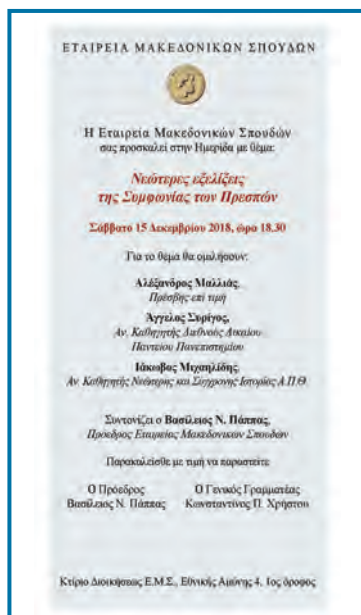 ΕΤΑΙΡΕΙΑ ΜΑΚΕΔΟΝΙΚΩΝ ΣΠΟΥΔΩΝ
Η Εταιρεία Μακεδονικών Σπουδών
σας προσκαλεί στην Ημερίδα με θέμα:
Νεώτερες εξελίξεις
της Συμφωνίας των Πρεσπών
Σάββατο 15 Δεκεμβρίου 2018, ώρα 18.30
Για το θέμα θα ομιλήσουν:
Αλέξανδρος Μαλλιάς,
Πρέσβης επί τιμή
Άγγελος Συρίγος,
Αν. Καθηγητής Διεθνούς Δικαίου
Παντείου Πανεπιστημίου
Ιάκωβος Μιχαηλίδης,
Αν. Καθηγητής Νεώτερης και Σύγχρονης Ιστορίας Α.Π.Θ.
Συντονίζει ο Βασίλειος Ν. Πάππας,
Πρόεδρος Εταιρείας Μακεδονικών Σπουδών
Παρακαλείσθε με τιμή να παραστείτε
Ο Πρόεδρος
Βασίλειος Ν. Πάππας
Ο Γενικός Γραμματέας
Κωνσταντίνος Π. Χρήστου
Κτίριο Διοικήσεως Ε.Μ.Σ., Εθνικής Αμύνης 4, 1ος όροφος